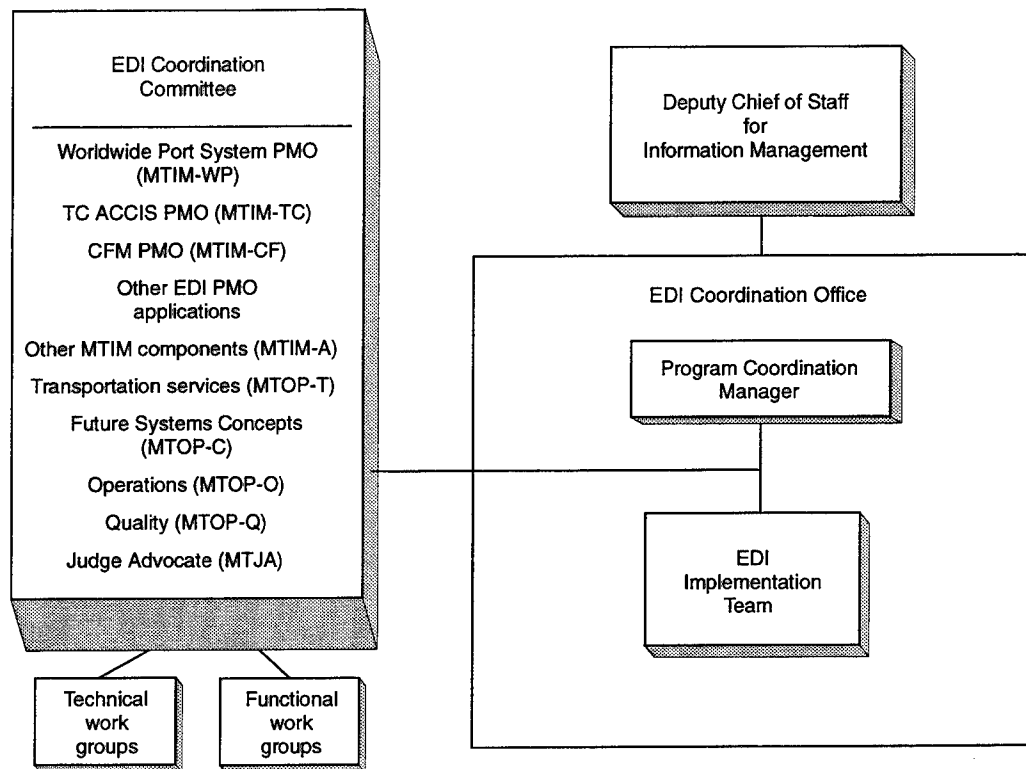 EDI Coordination
Committee
Worldwide Port System PMO
(MTIM-WP)
TC ACCIS PMO (MTIM-TC)
CFM PMO (MTIM-CF)
Other EDI PMO
applications
Other MTIM components (MTIM-A)
Transportation services (MTOP-T)
Future Systems Concepts
(MTOP-C)
Operations (MTOP-O)
Quality (MTOP-Q)
Judge Advocate (MTJA)
Technical
work
groups
Functional
work
groups
Deputy Chief of Staff
for
Information Management
EDI Coordination Office
Program Coordination
Manager
EDI
Implementation
Team